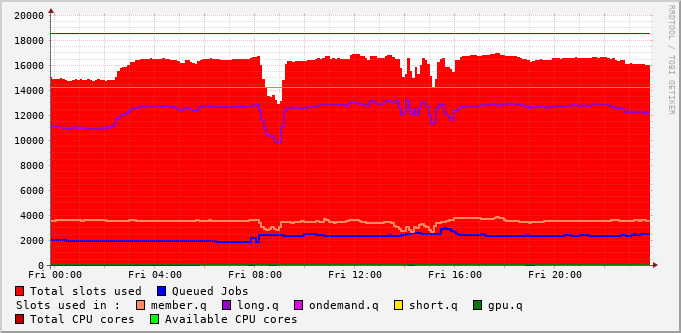 RRDTOOL / TOBI OETIKER
20000
18000
16000
14000
12000
10000
8000
6000
4000
2000
0
Fri 00:00 Fri 04:00 Fri 08:00 Fri 12:00 Fri 16:00 Fri 20:00
Total slots used Queued Jobs
Slots used in : member.q long.q ondemand.q short.q gpu.q
Total CPU cores Available CPU cores